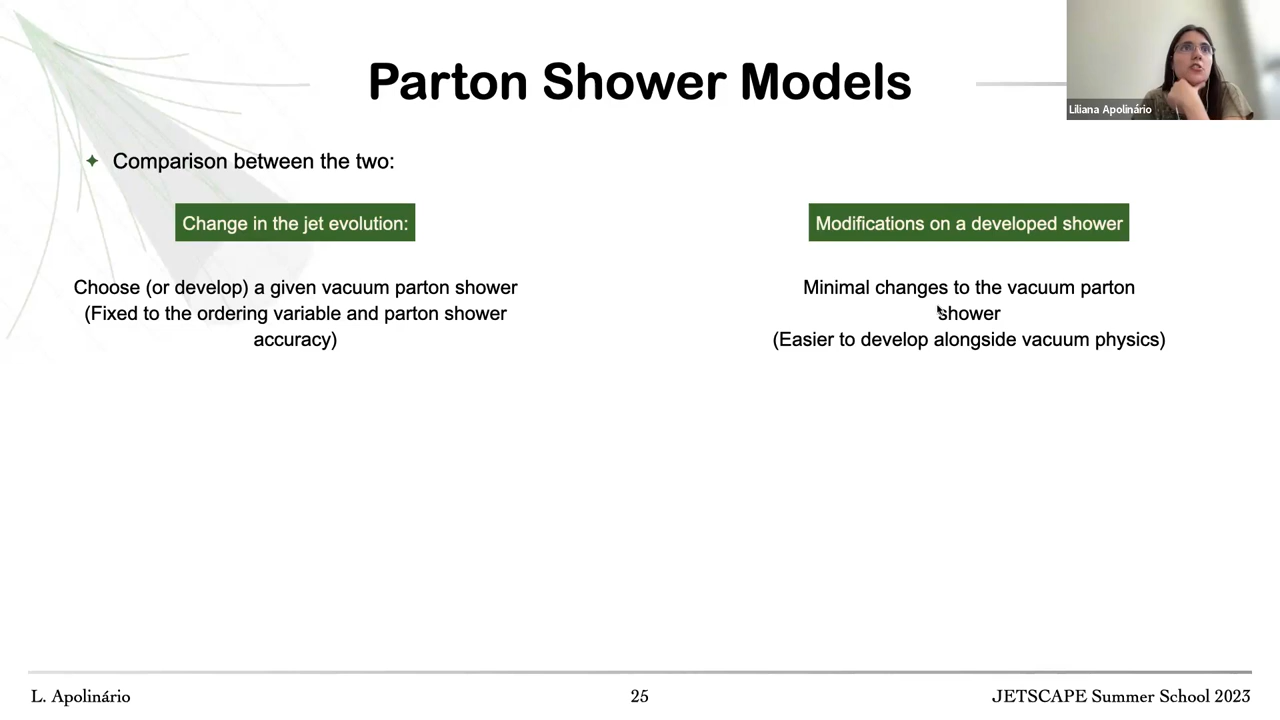 Parton Shower Models
Liliana Apolinário
Comparison between the two:
Change in the jet evolution:
Choose (or develop) a given vacuum parton shower
(Fixed to the ordering variable and parton shower
accuracy)
Modifications on a developed shower
Minimal changes to the vacuum parton
shower
(Easier to develop alongside vacuum physics)
L. Apolinário
25
JETSCAPE Summer School 2023